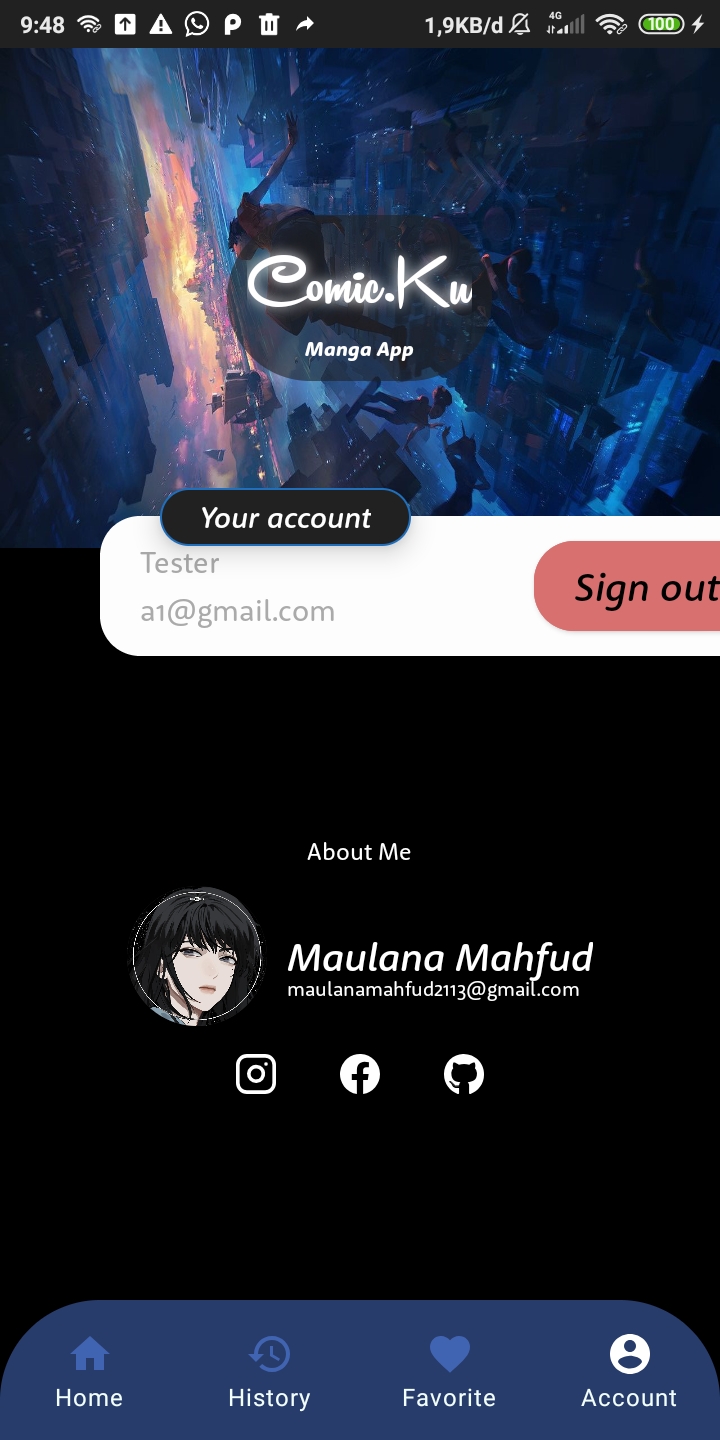 9:48
1,9KB/d 4G 100
Comic.Ku
Manga App
Your account
Tester
a1@gmail.com
Sign out
About Me
Maulana Mahfud
maulanamahfud2113@gmail.com
Home History Favorite Account